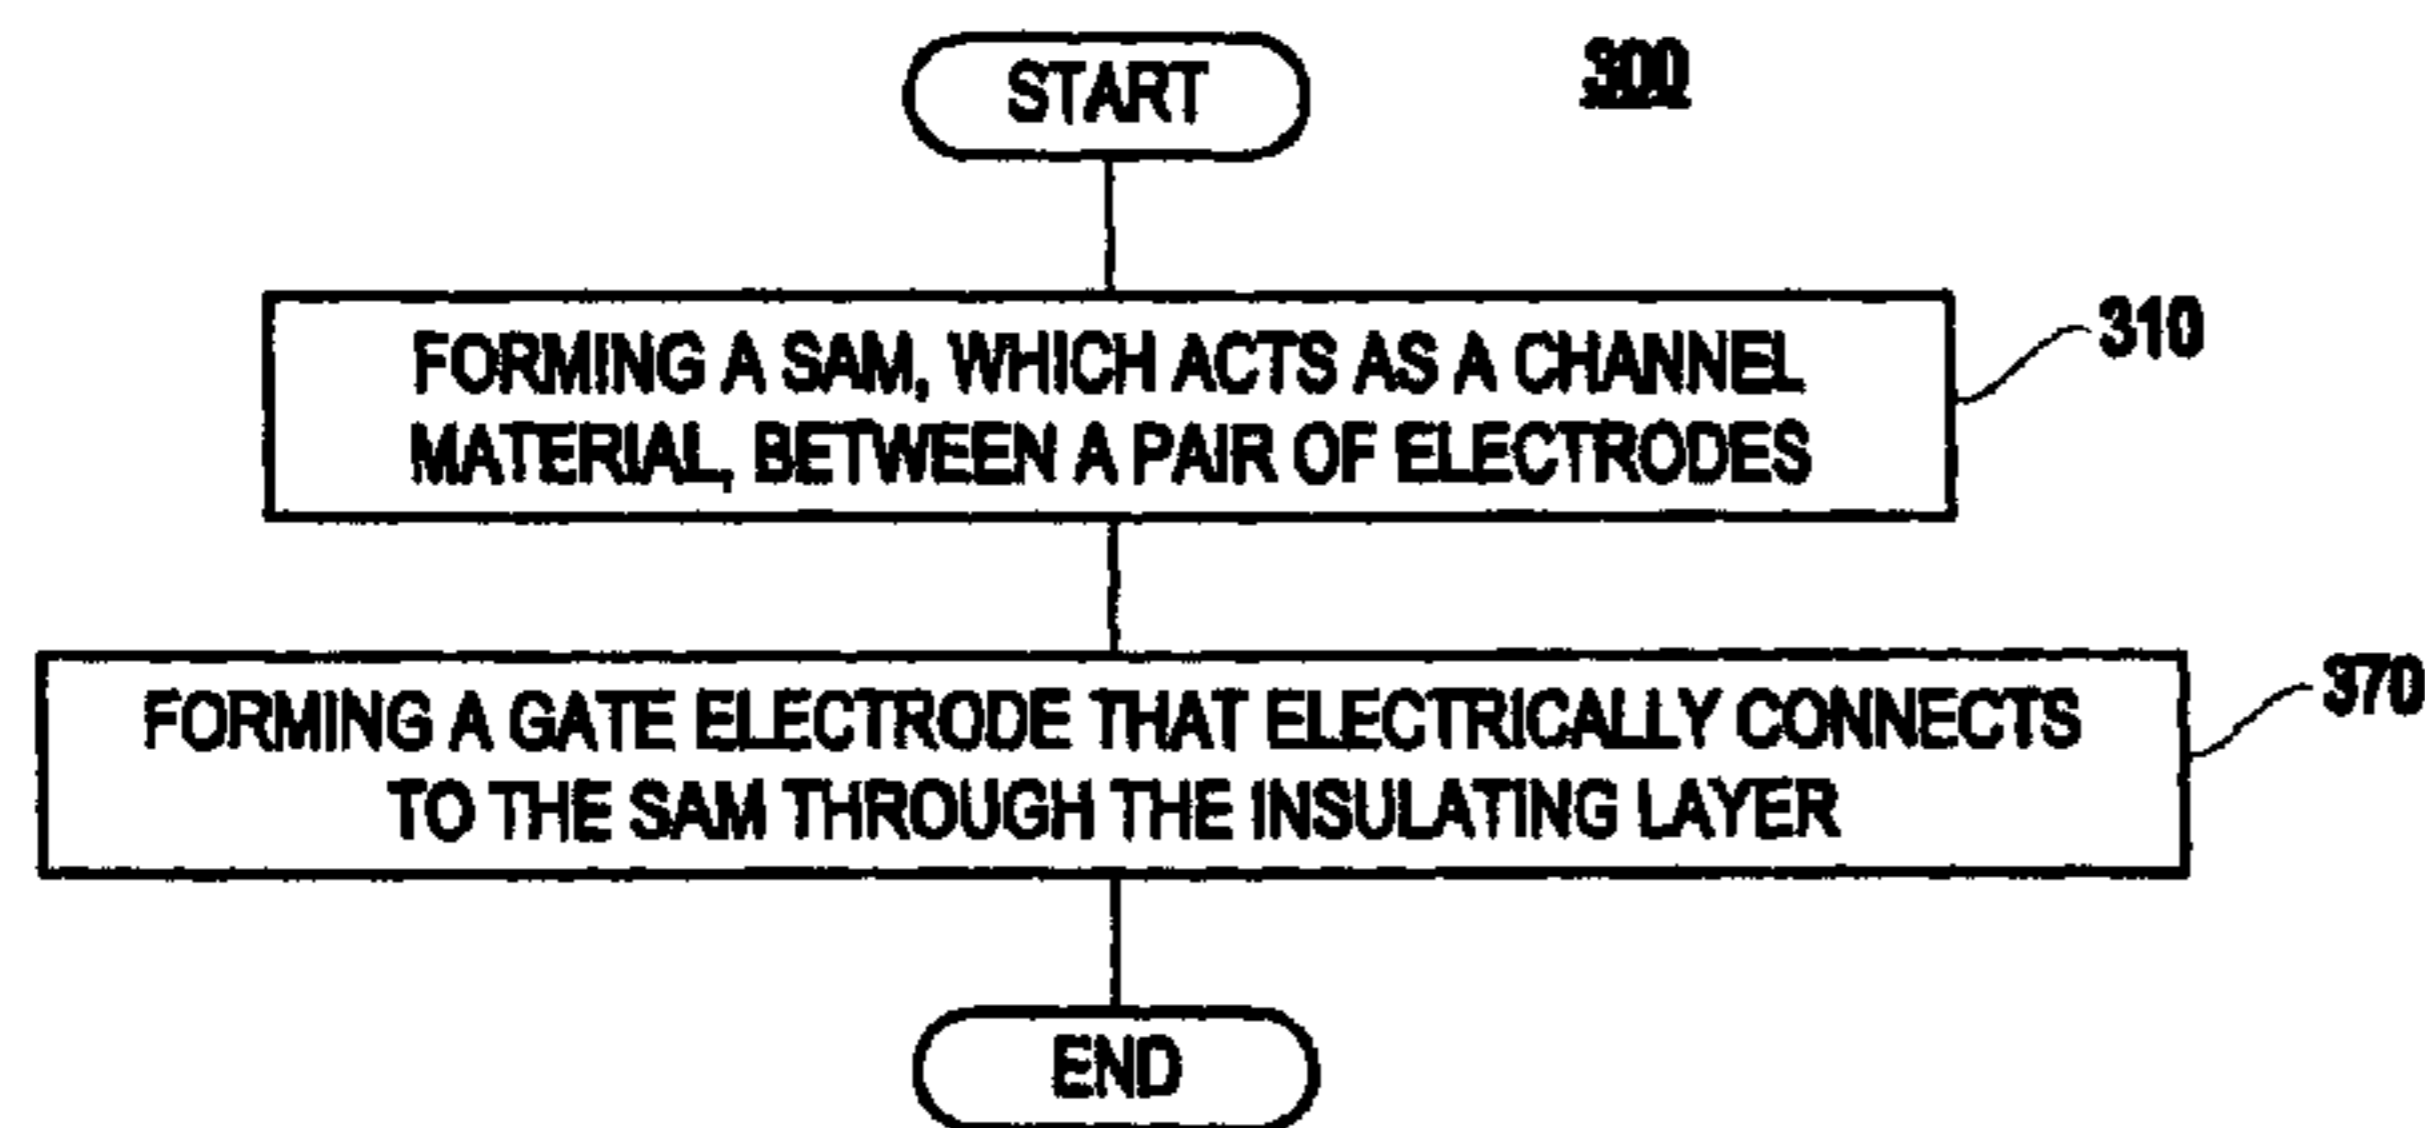 START
300
FORMING A SAM, WHICH ACTS AS A CHANNEL
MATERIAL, BETWEEN A PAIR OF ELECTRODES
310
FORMING A GATE ELECTRODE THAT ELECTRICALLY CONNECTS
TO THE SAM THROUGH THE INSULATING LAYER
370
END